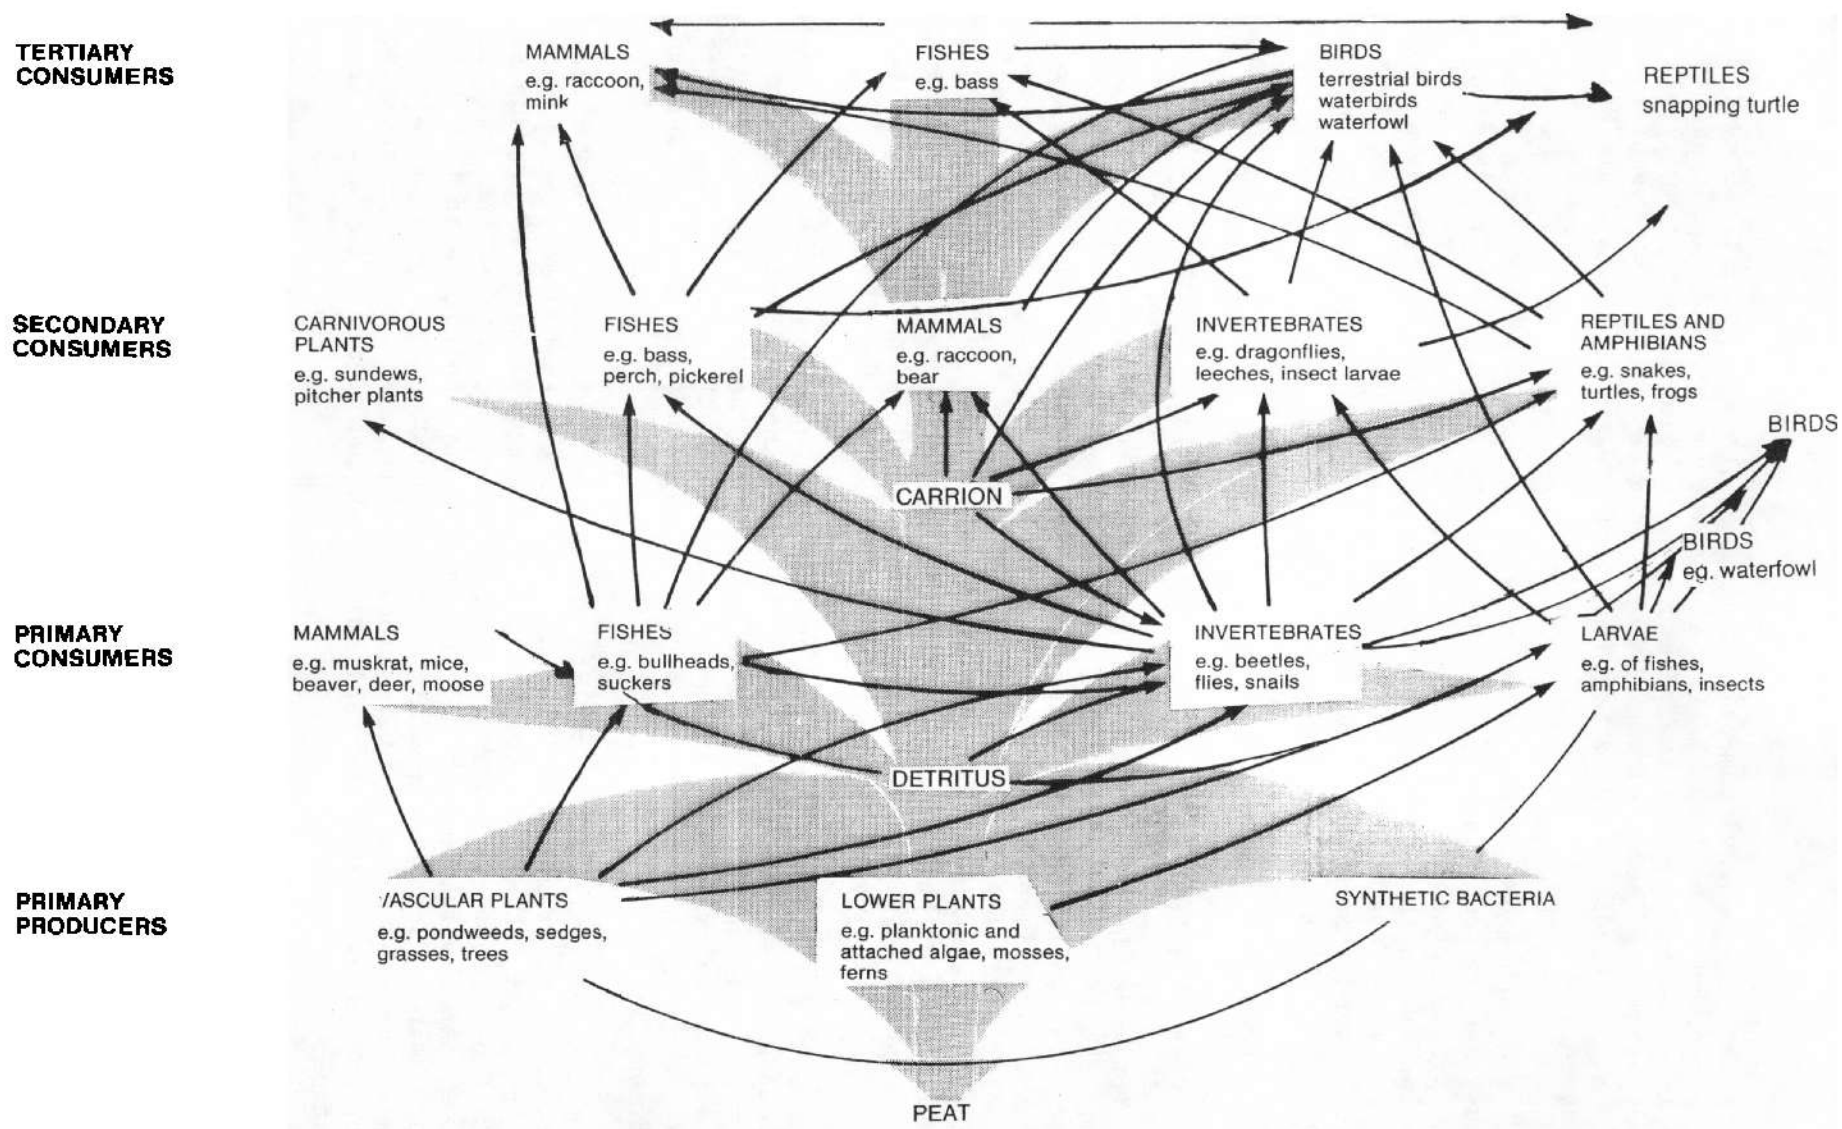 TERTIARY
CONSUMERS
MAMMALS
e.g. raccoon,
mink
FISHES
e.g. bass
BIRDS
terrestrial birds
waterbirds
waterfowl
REPTILES
snapping turtle
SECONDARY
CONSUMERS
CARNIVOROUS
PLANTS
e.g. sundews,
pitcher plants
FISHES
e.g. bass,
perch, pickerel
MAMMALS
e.g. raccoon,
bear
INVERTEBRATES
e.g. dragonflies,
leeches, insect larvae
REPTILES AND
AMPHIBIANS
e.g. snakes,
turtles, frogs
BIRDS
CARRION
BIRDS
eg. waterfowl
PRIMARY
CONSUMERS
MAMMALS
e.g. muskrat, mice,
beaver, deer, moose
FISHES
e.g. bullheads,
suckers
INVERTEBRATES
e.g. beetles,
flies, snails
LARVAE
e.g. of fishes,
amphibians, insects
DETRITUS
PRIMARY
PRODUCERS
VASCULAR PLANTS
e.g. pondweeds, sedges,
grasses, trees
LOWER PLANTS
e.g. planktonic and
attached algae, mosses,
ferns
SYNTHETIC BACTERIA
PEAT